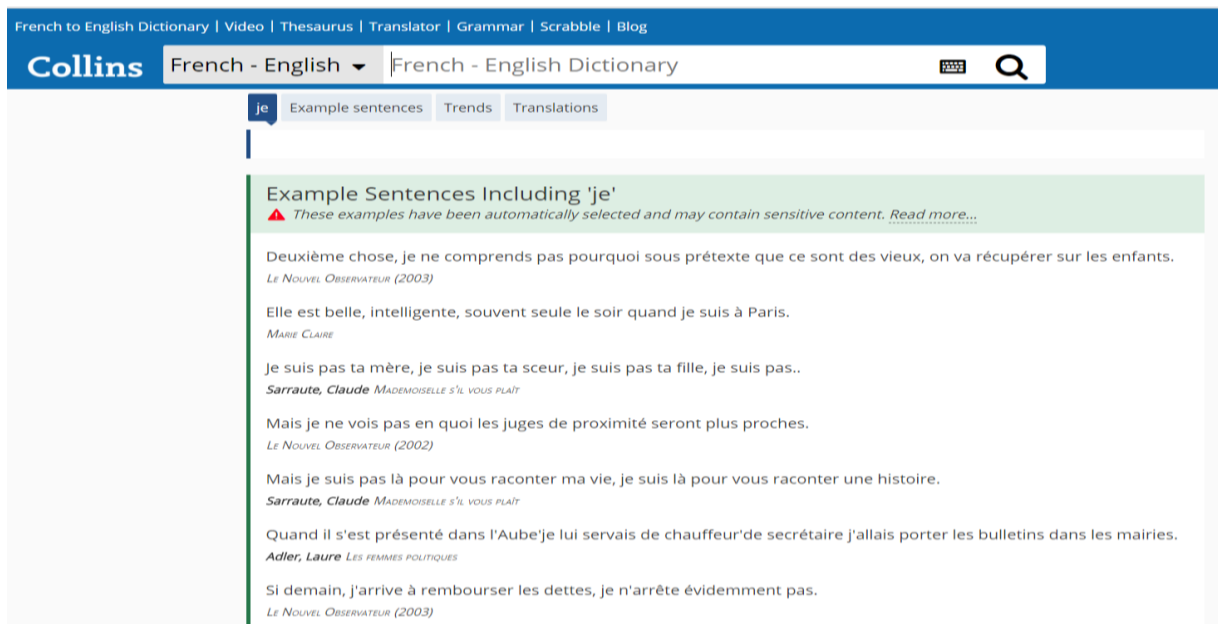 French to English Dictionary | Video | Thesaurus | Translator | Grammar | Scrabble | Blog
Collins French - English French - English Dictionary
je Example sentences Trends Translations
Example Sentences Including 'je'
These examples have been automatically selected and may contain sensitive content. Read more...
Deuxième chose, je ne comprends pas pourquoi sous prétexte que ce sont des vieux, on va récupérer sur les enfants.
Le Nouvel Observateur (2003)
Elle est belle, intelligente, souvent seule le soir quand je suis à Paris.
Marie Claire
Je suis pas ta mère, je suis pas ta sceur, je suis pas ta fille, je suis pas..
Sarraute, Claude Mademoiselle s'il vous plaît
Mais je ne vois pas en quoi les juges de proximité seront plus proches.
Le Nouvel Observateur (2002)
Mais je suis pas là pour vous raconter ma vie, je suis là pour vous raconter une histoire.
Sarraute, Claude Mademoiselle s'il vous plaît
Quand il s'est présenté dans l'Aube'je lui servais de chauffeur'de secrétaire j'allais porter les bulletins dans les mairies.
Adler, Laure Les femmes politiques
Si demain, j'arrive à rembourser les dettes, je n'arrête évidemment pas.
Le Nouvel Observateur (2003)